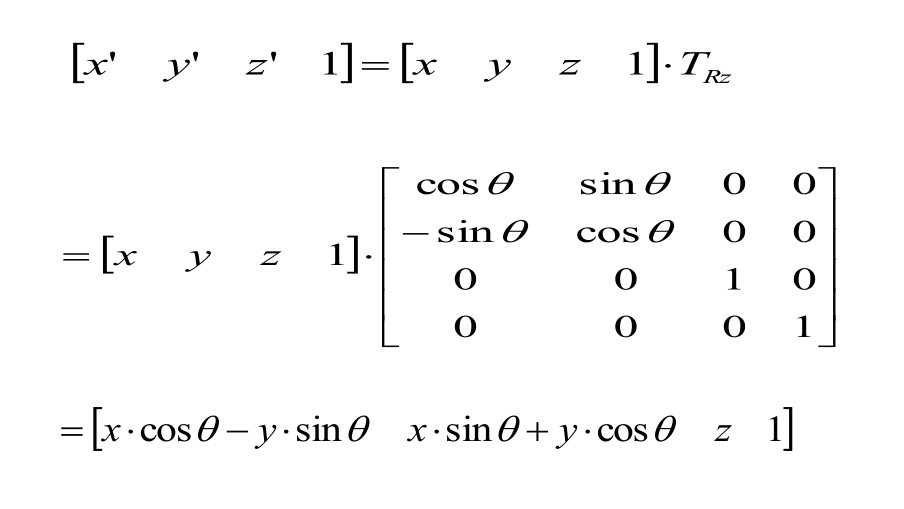 [x' y' z' 1] = [x y z 1] · T_Rz
= [x y z 1] ·
cos θ sin θ 0 0
− sin θ cos θ 0 0
0 0 1 0
0 0 0 1
= [x · cos θ − y · sin θ x · sin θ + y · cos θ z 1]